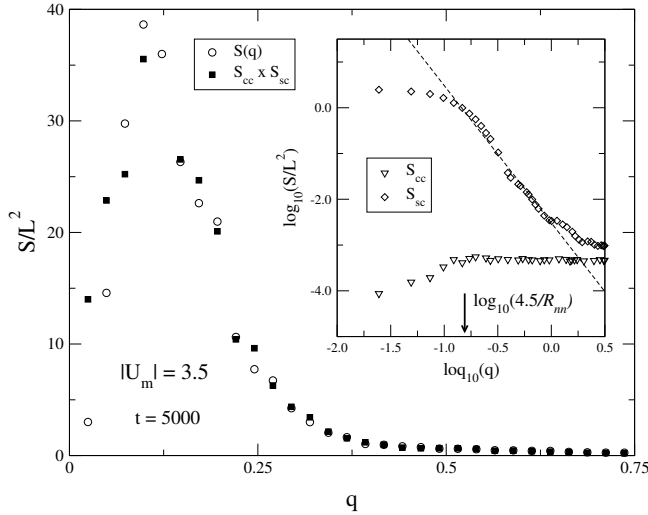 40
30
20
10
0
S/L²
S(q)
S_cc x S_sc
|U_m| = 3.5
t = 5000
0
0.25
0.5
0.75
q
0.0
-2.0
-4.0
log₁₀(S/L²)
S_cc
S_sc
log₁₀(4.5/R_nn)
-2.0
-1.5
-1.0
-0.5
0.0
0.5
loq₁₀(q)